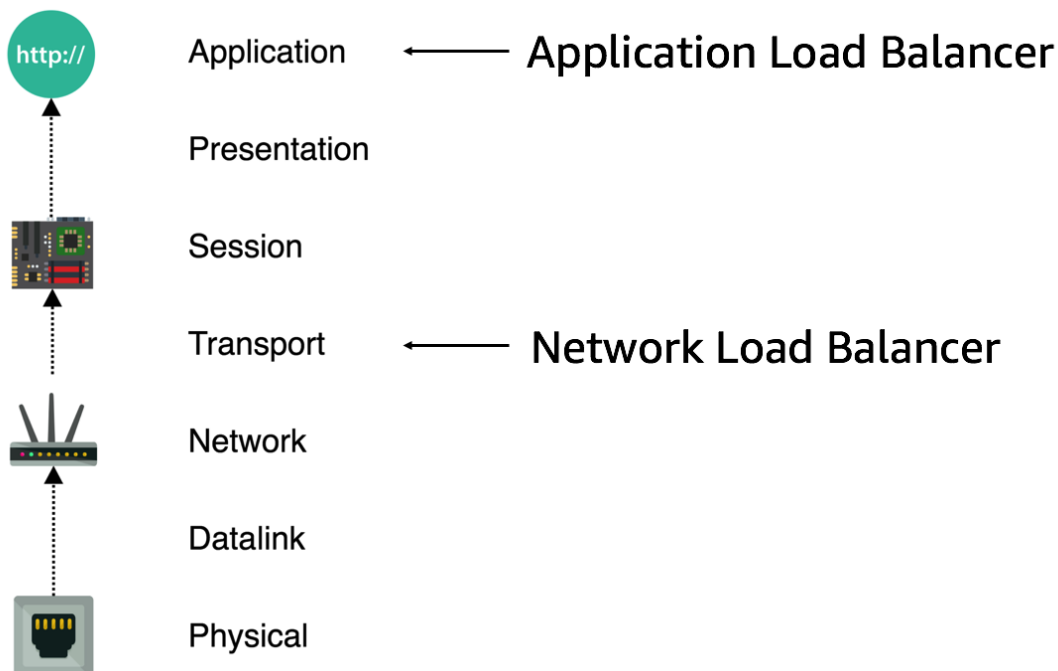 http://
Application
Application Load Balancer
Presentation
Session
Transport
Network Load Balancer
Network
Datalink
Physical